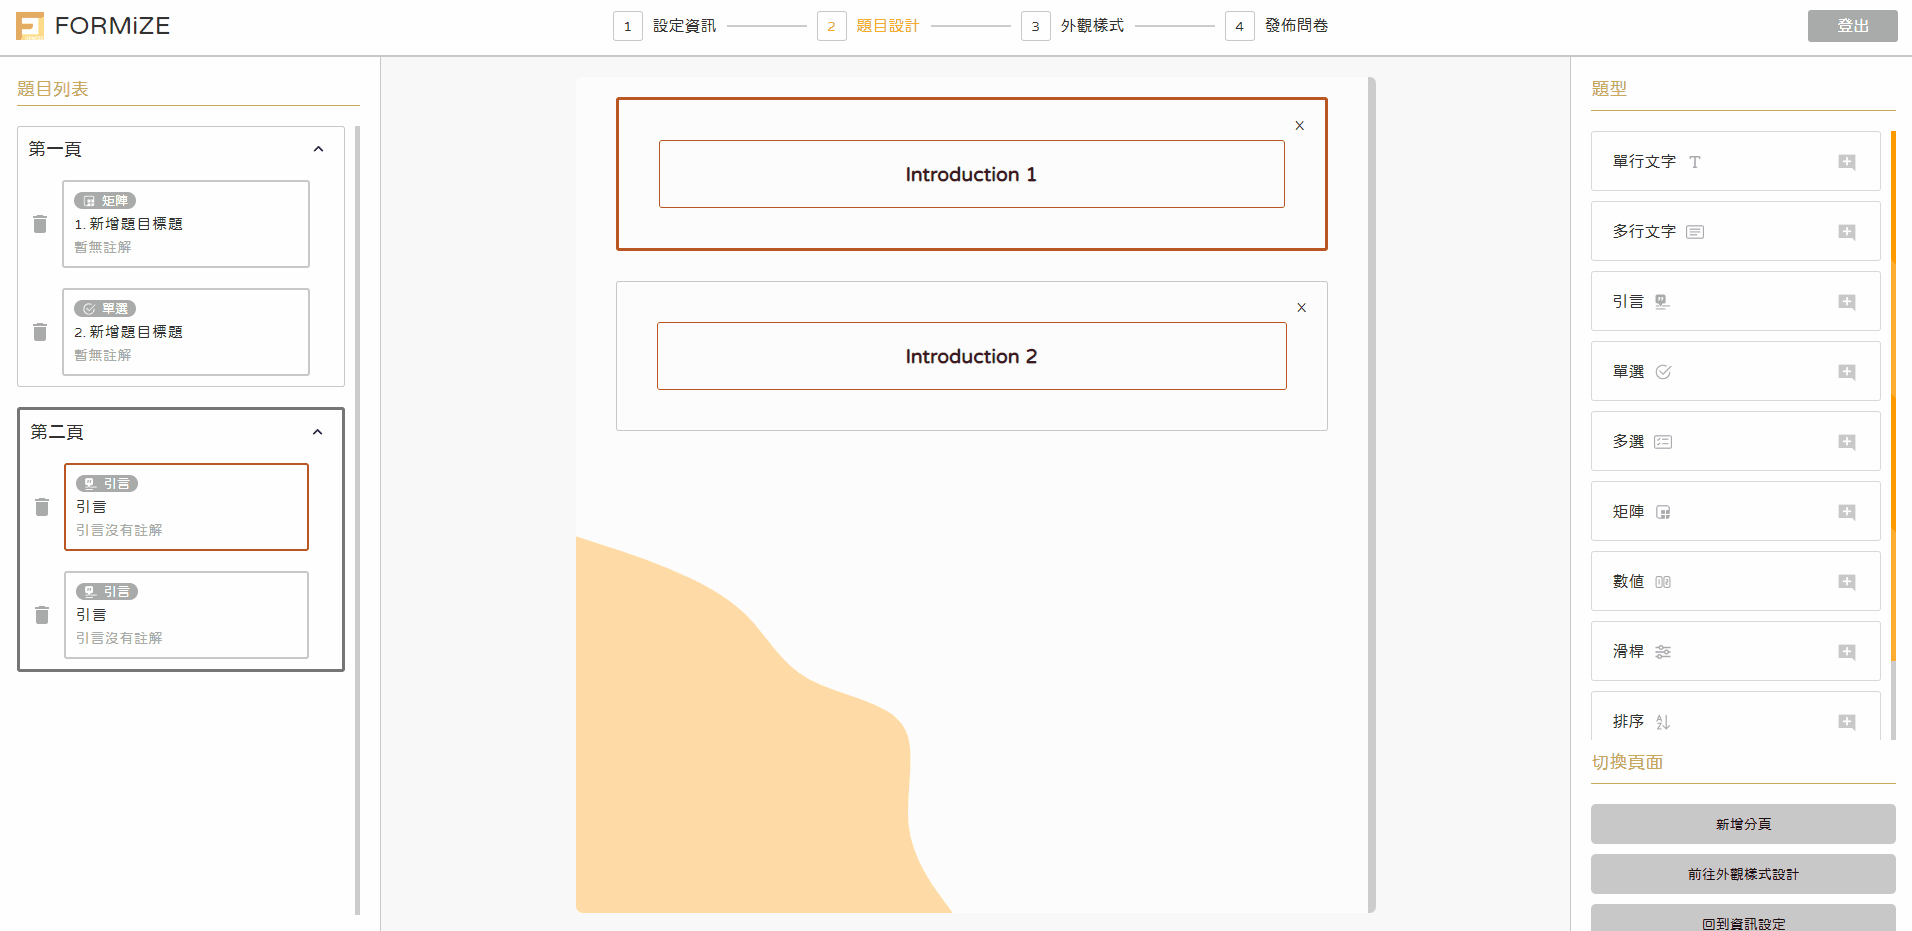 FORMiZE
1 設定資訊
2 題目設計
3 外觀樣式
4 發佈問卷
登出
題目列表
第一頁
矩陣
1. 新增題目標題
暫無註解
單選
2. 新增題目標題
暫無註解
第二頁
引言
引言
引言沒有註解
引言
引言
引言沒有註解
X
Introduction 1
X
Introduction 2
題型
單行文字
多行文字
引言
單選
多選
矩陣
數值
滑桿
排序
切換頁面
新增分頁
前往外觀樣式設計
回到資訊設定